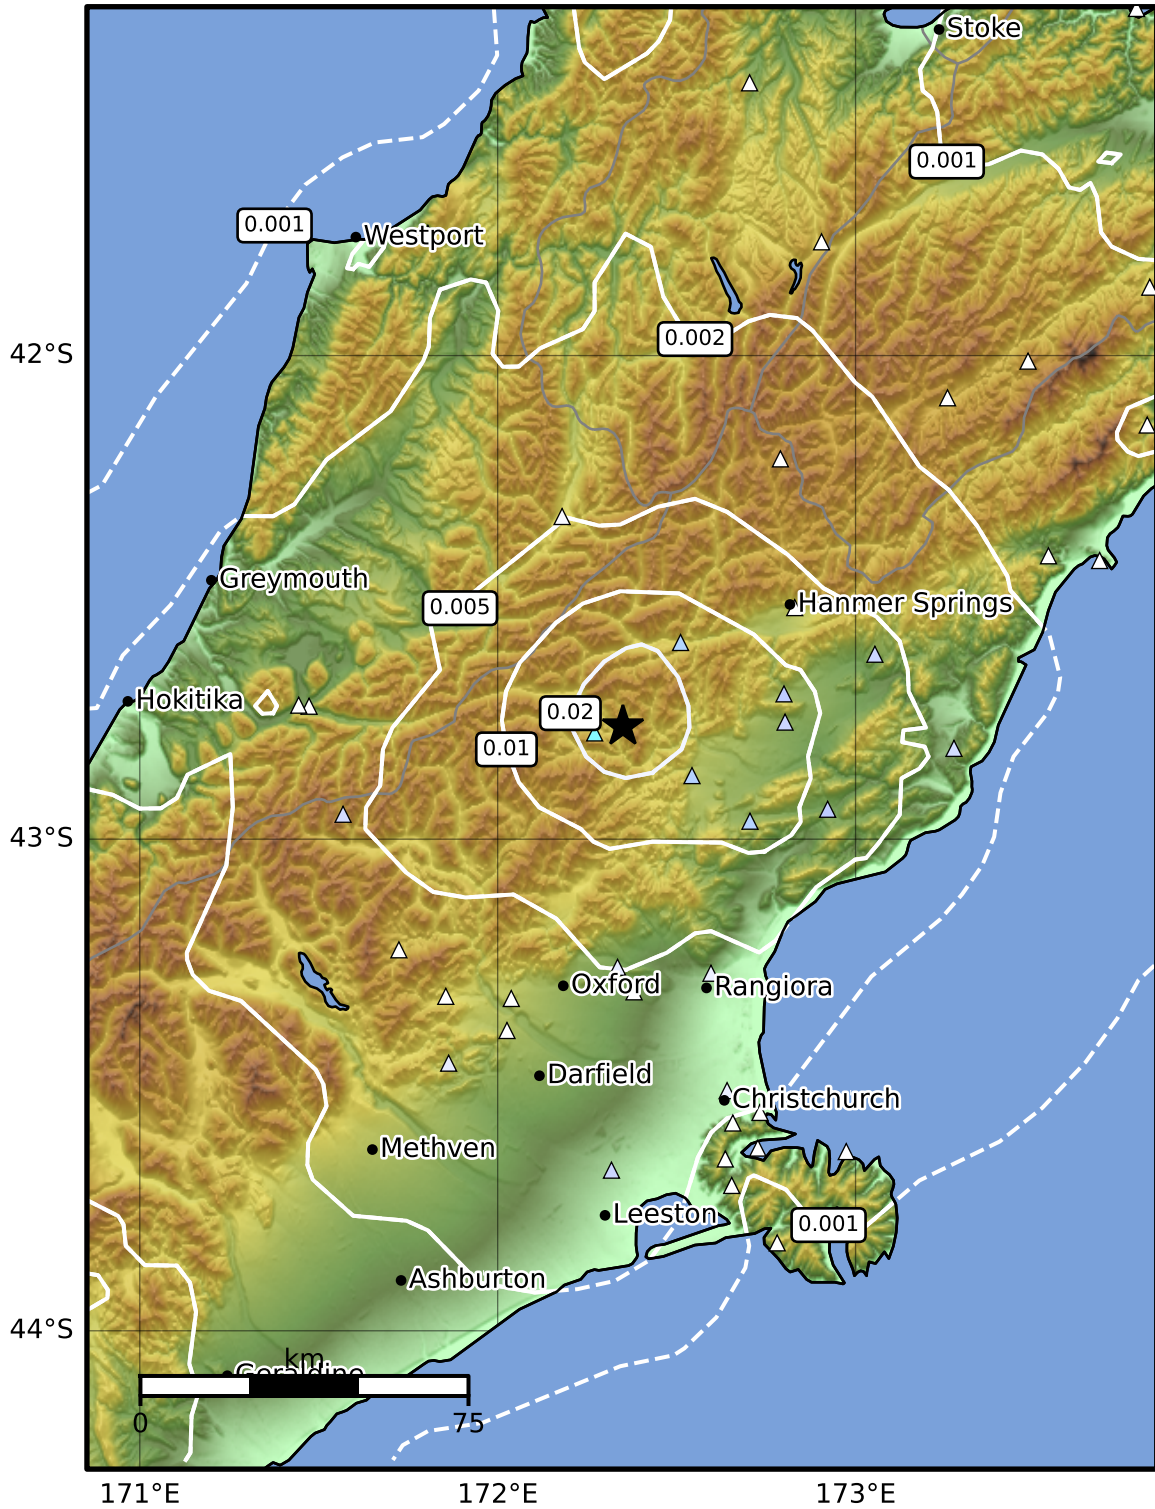 Stoke
0.001
0.001
Westport
0.002
42°S
Greymouth
0.005
Hanmer Springs
Hokitika
0.02
0.01
43°S
Oxford
Rangiora
Darfield
Christchurch
Methven
Leeston
0.001
Ashburton
44°S
km
Geraldine
0
75
171°E
172°E
173°E